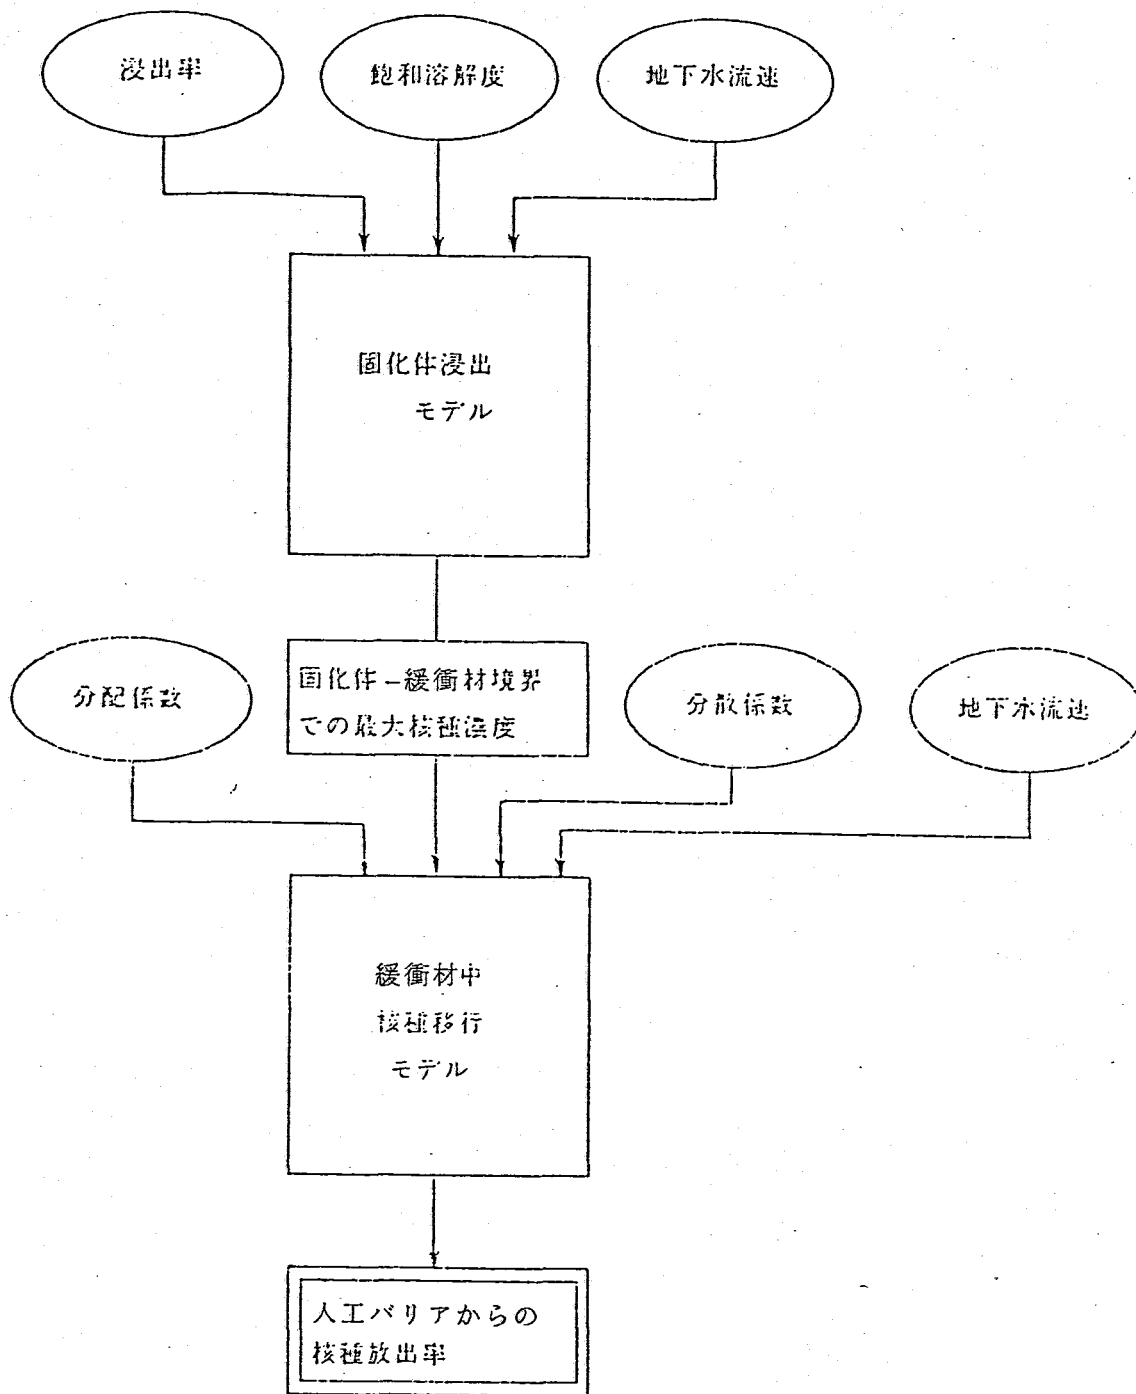 浸出率
飽和溶解度
地下水流速
固化体浸出
モデル
分配係数
固化体-緩衝材境界
での最大核種濃度
分散係数
地下水流速
緩衝材中
核種移行
モデル
人工バリアからの
核種放出率